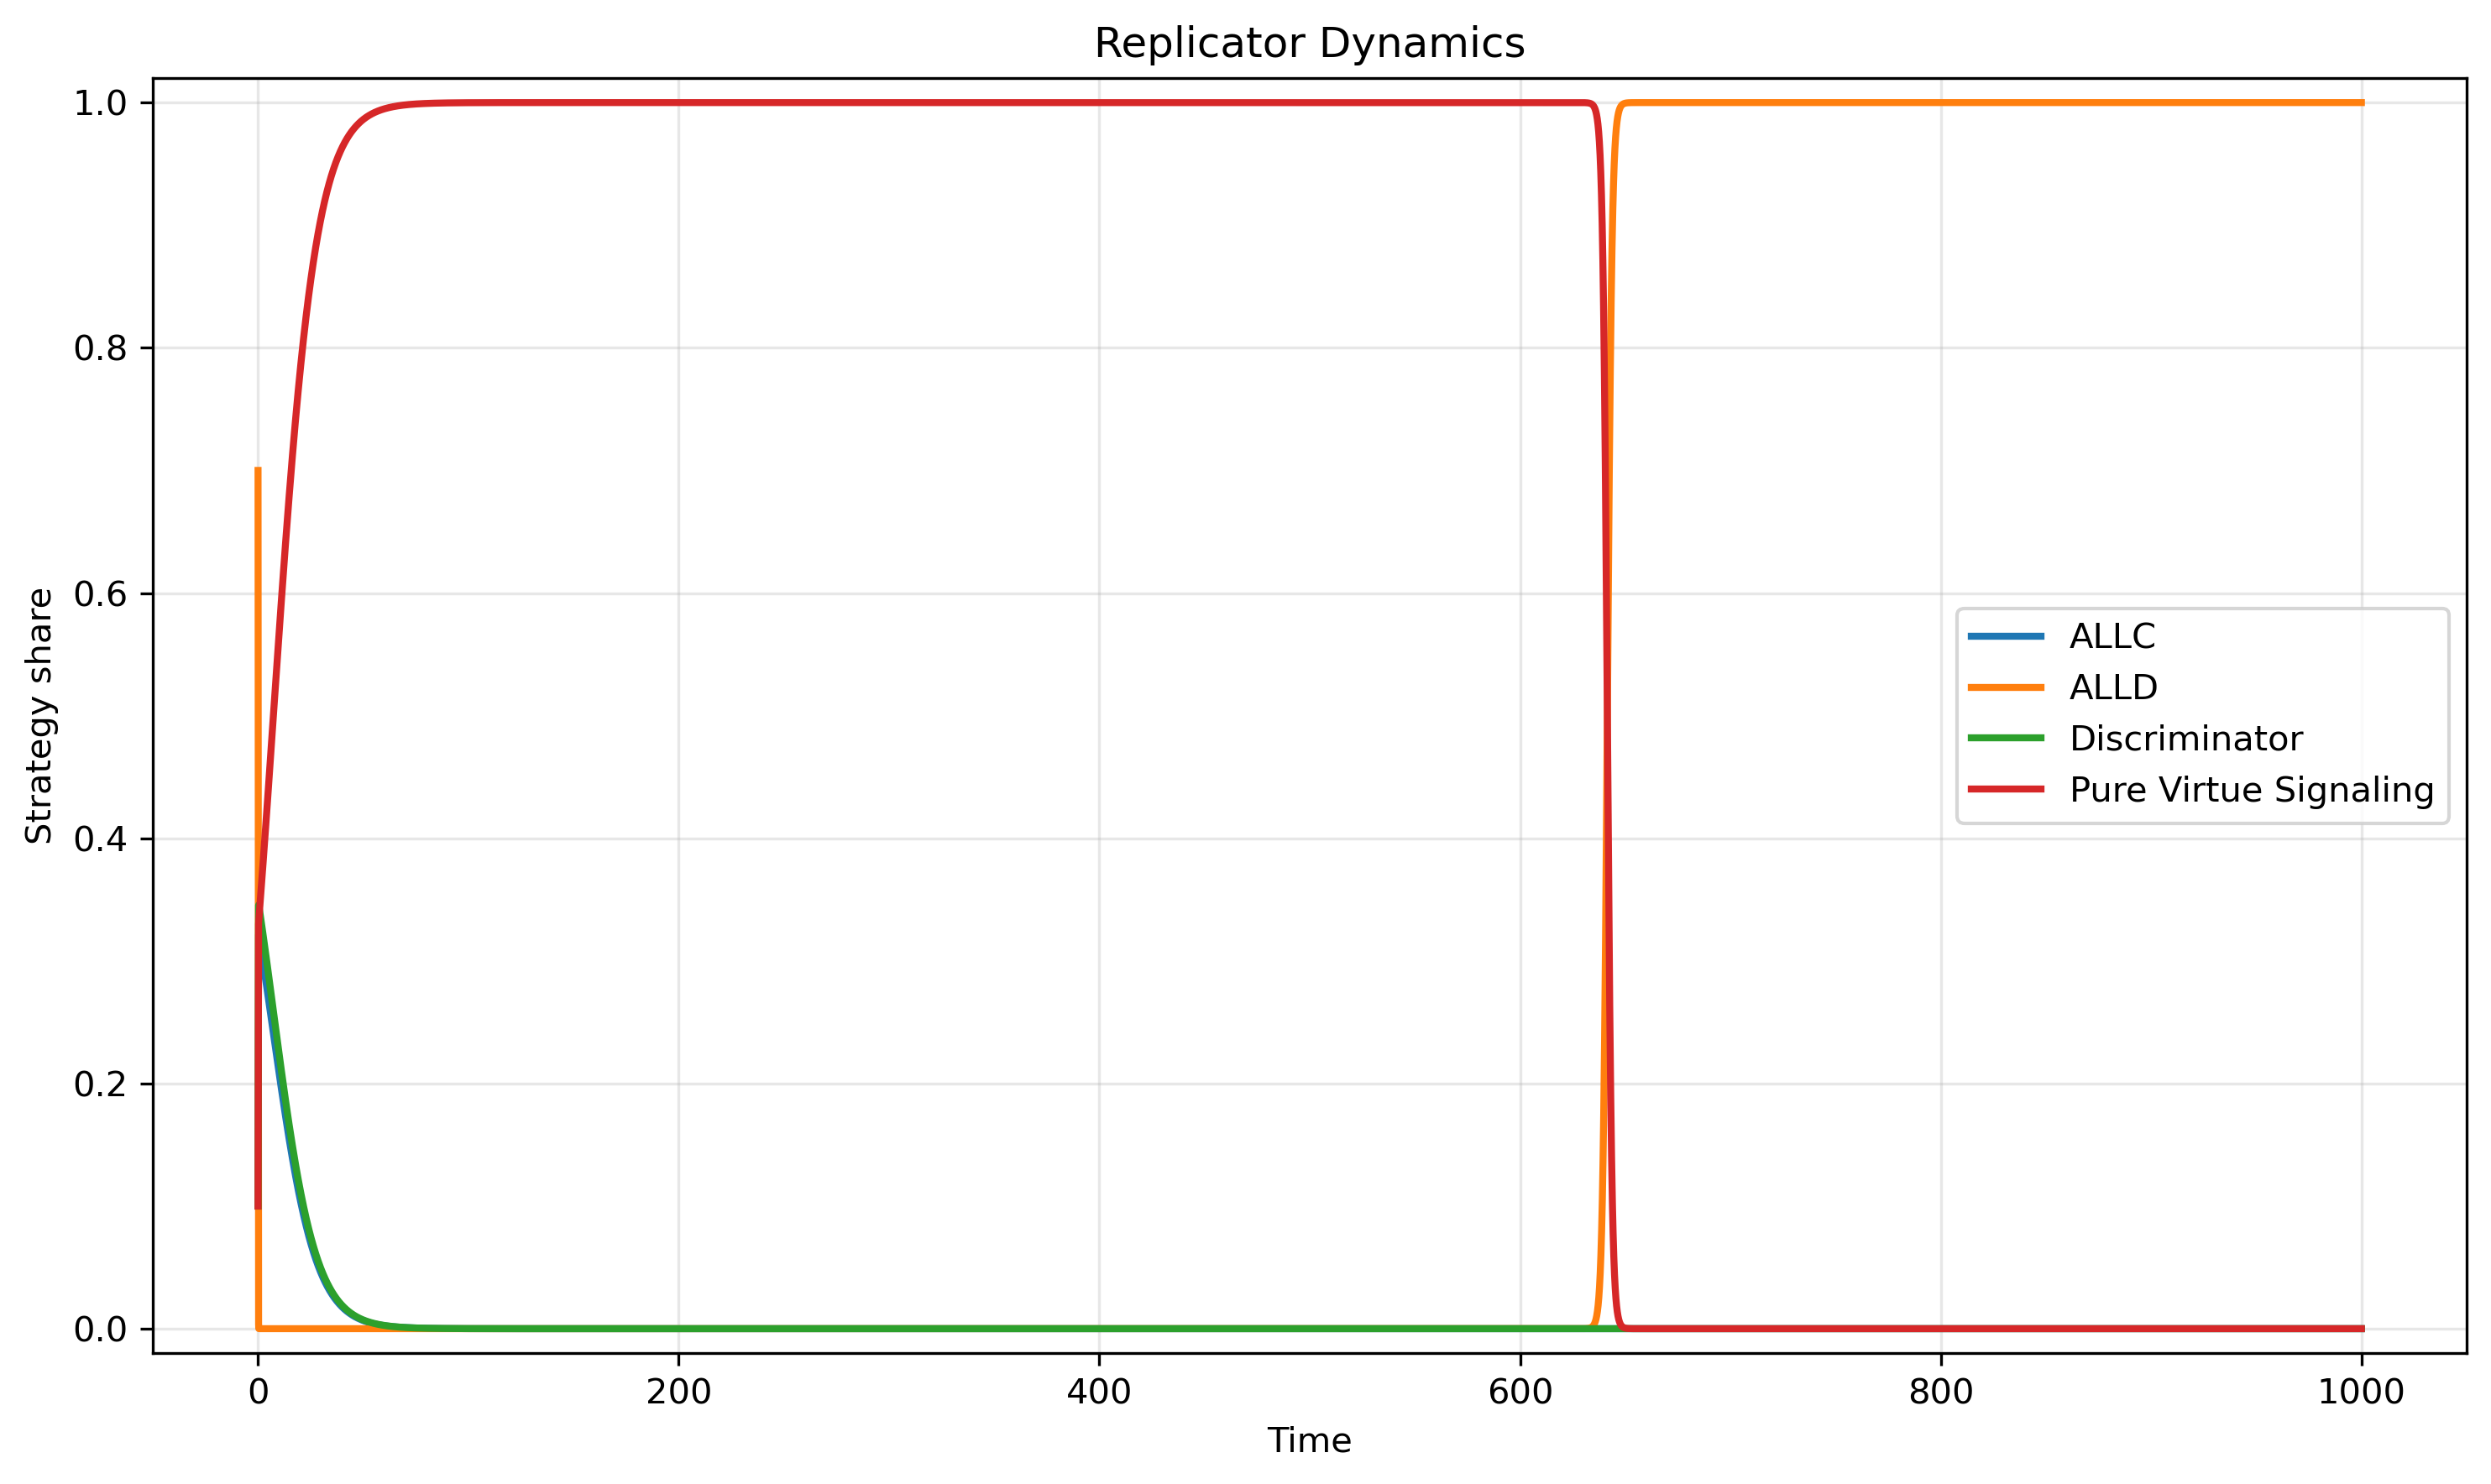 Replicator Dynamics
Strategy share
1.0
0.8
0.6
0.4
0.2
0.0
ALLC
ALLD
Discriminator
Pure Virtue Signaling
0 200 400 600 800 1000
Time